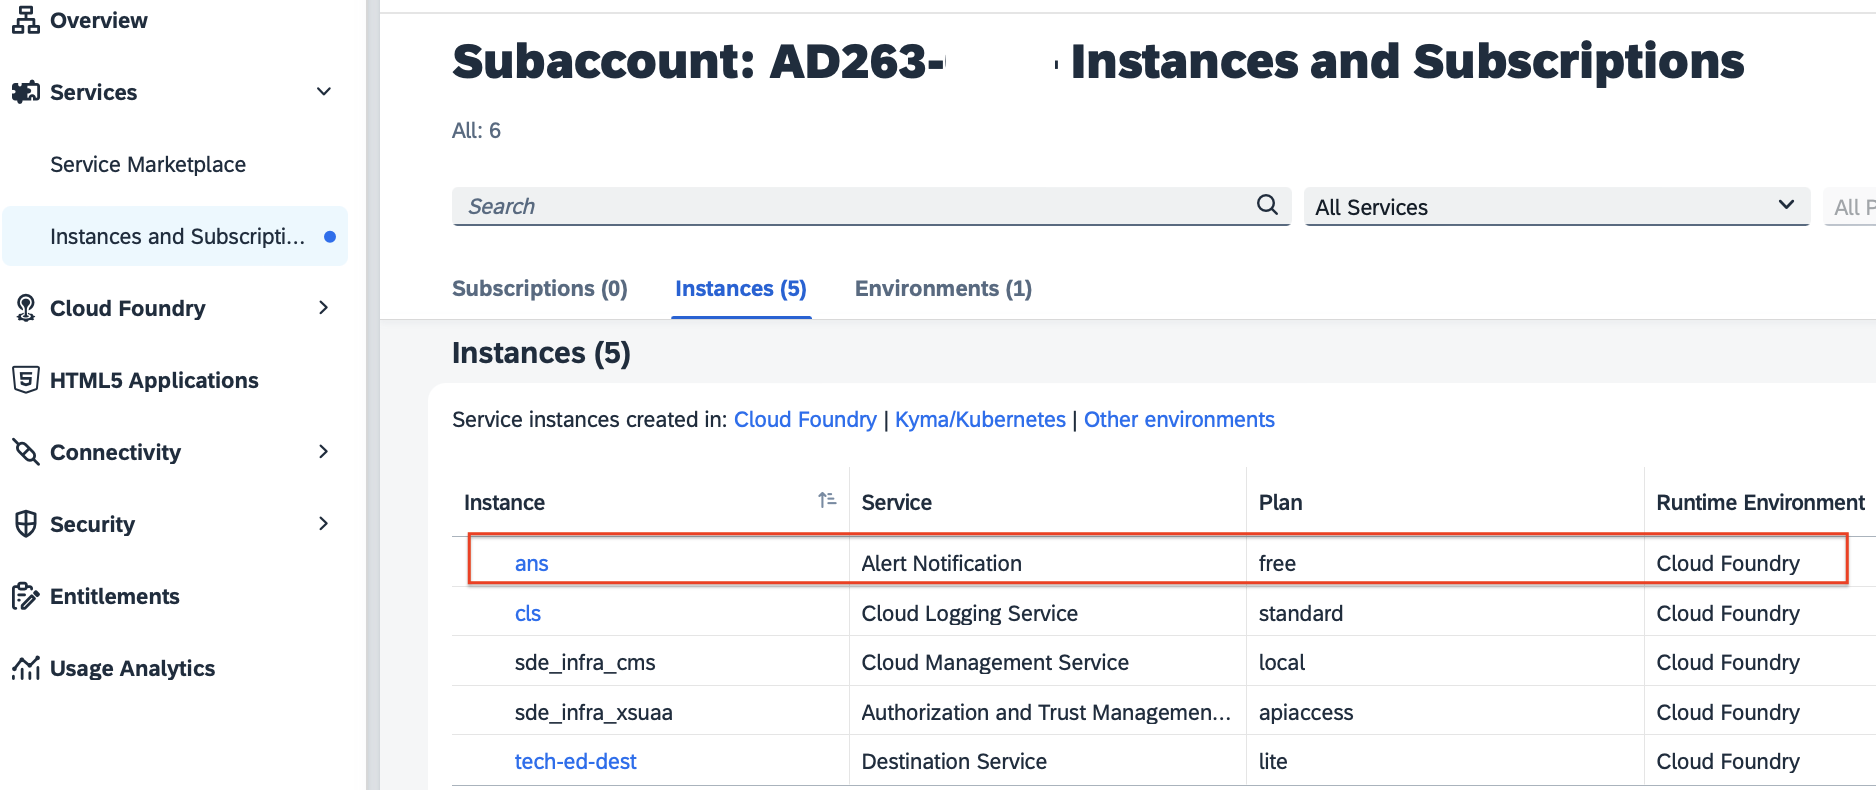 Overview
Services
Service Marketplace
Instances and Subscripti...
Cloud Foundry
HTML5 Applications
Connectivity
Security
Entitlements
Usage Analytics
Subaccount: AD263- Instances and Subscriptions
All: 6
Search All Services All P
Subscriptions (0) Instances (5) Environments (1)
Instances (5)
Service instances created in: Cloud Foundry | Kyma/Kubernetes | Other environments
Instance Service Plan Runtime Environment
ans Alert Notification free Cloud Foundry
cls Cloud Logging Service standard Cloud Foundry
sde_infra_cms Cloud Management Service local Cloud Foundry
sde_infra_xsuaa Authorization and Trust Managemen... apiaccess Cloud Foundry
tech-ed-dest Destination Service lite Cloud Foundry